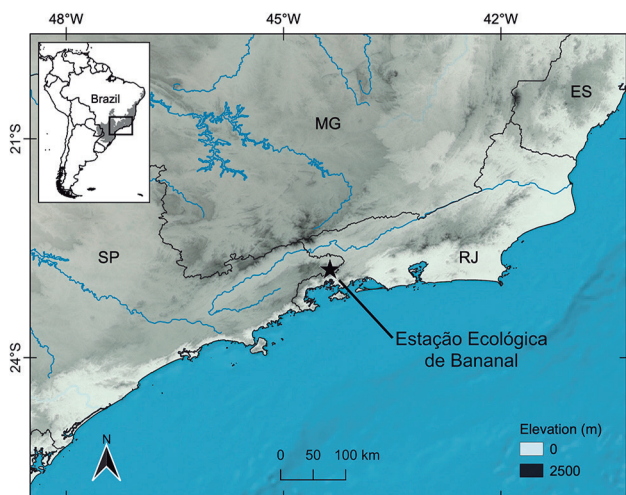 48°W 45°W 42°W
Brazil
ES
MG
21°S
SP
RJ
Estação Ecológica
de Bananal
24°S
N
Elevation (m)
0 50 100 km
0
2500